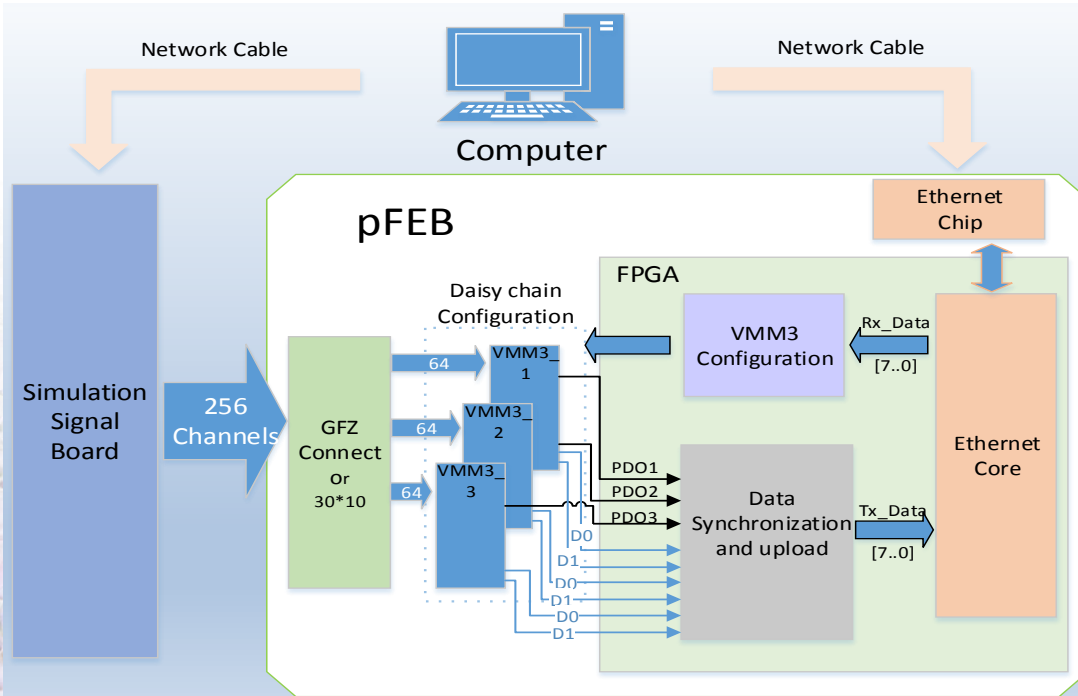 Network Cable
Network Cable
Computer
Ethernet
Chip
pFEB
FPGA
Daisy chain
Configuration
VMM3
Configuration
Rx_Data
[7..0]
Simulation
Signal
Board
256
Channels
GFZ
Connect
or
30*10
64
64
64
VMM3_
1
VMM3_
2
VMM3_
3
PDO1
PDO2
PDO3
D0
D1
D0
D1
D0
D1
Data
Synchronization
and upload
Tx_Data
[7..0]
Ethernet
Core